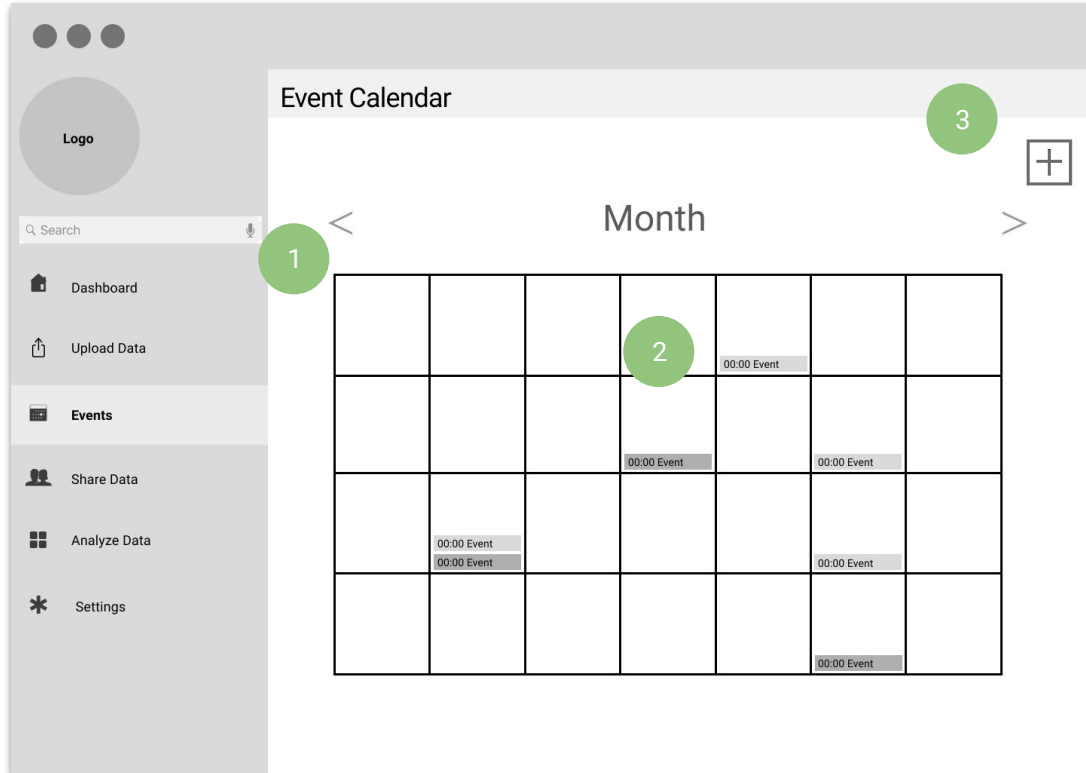 Logo
Search
Dashboard
Upload Data
Events
Share Data
Analyze Data
Settings
Event Calendar
3
1
< Month >
2
00:00 Event
00:00 Event
00:00 Event
00:00 Event
00:00 Event
00:00 Event
00:00 Event